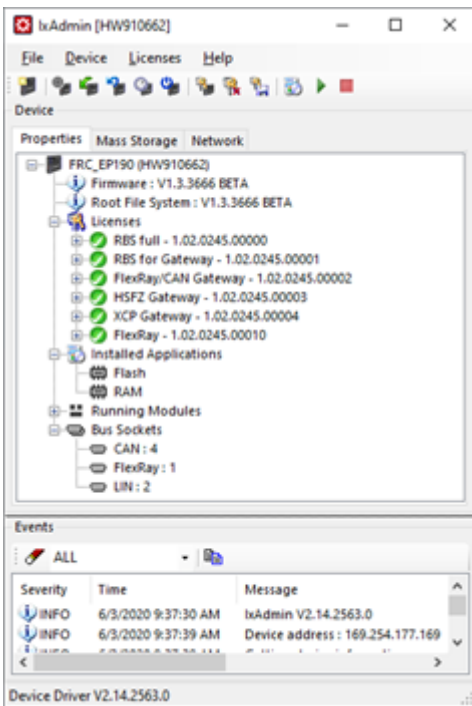 IxAdmin [HW910662]
File Device Licenses Help
Device
Properties Mass Storage Network
FRC_EP190 (HW910662)
Firmware : V1.3.3666 BETA
Root File System : V1.3.3666 BETA
Licenses
RBS full - 1.02.0245.00000
RBS for Gateway - 1.02.0245.00001
FlexRay/CAN Gateway - 1.02.0245.00002
HSFZ Gateway - 1.02.0245.00003
XCP Gateway - 1.02.0245.00004
FlexRay - 1.02.0245.00010
Installed Applications
Flash
RAM
Running Modules
Bus Sockets
CAN : 4
FlexRay : 1
LIN : 2
Events
ALL
Severity Time Message
INFO 6/3/2020 9:37:30 AM IxAdmin V2.14.2563.0
INFO 6/3/2020 9:37:39 AM Device address : 169.254.177.169
Device Driver V2.14.2563.0